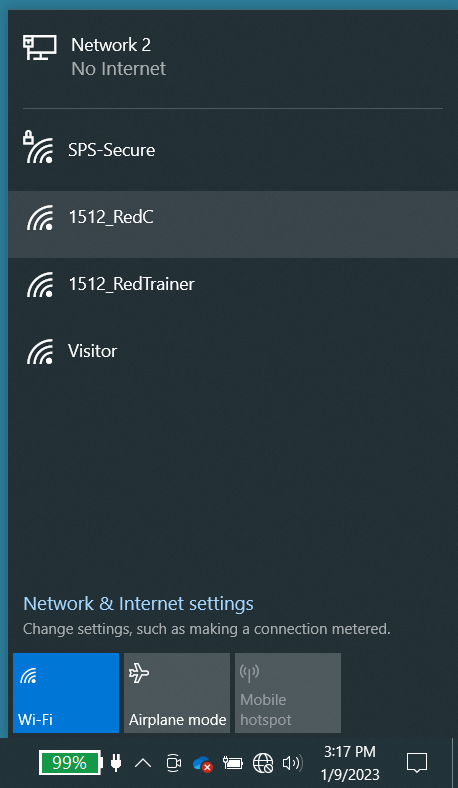 Network 2
No Internet
SPS-Secure
1512_RedC
1512_RedTrainer
Visitor
Network & Internet settings
Change settings, such as making a connection metered.
Wi-Fi
Airplane mode
Mobile
hotspot
99%
3:17 PM
1/9/2023